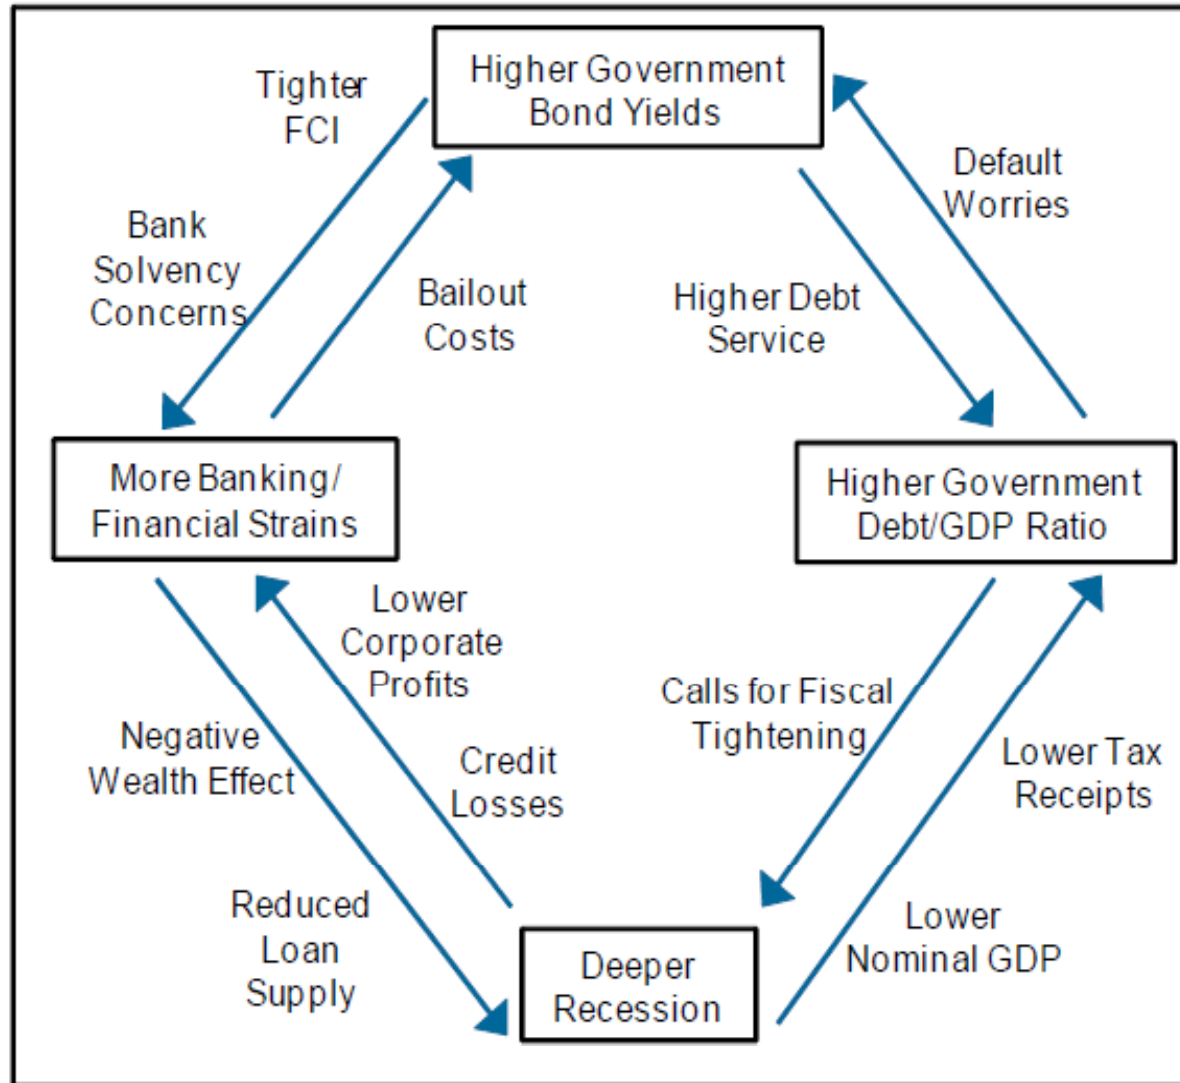 Higher Government
Bond Yields
Tighter
FCI
Default
Worries
Bank
Solvency
Concerns
Bailout
Costs
Higher Debt
Service
More Banking/
Financial Strains
Higher Government
Debt/GDP Ratio
Lower
Corporate
Profits
Calls for Fiscal
Tightening
Negative
Wealth Effect
Credit
Losses
Lower Tax
Receipts
Reduced
Loan
Supply
Lower
Nominal GDP
Deeper
Recession